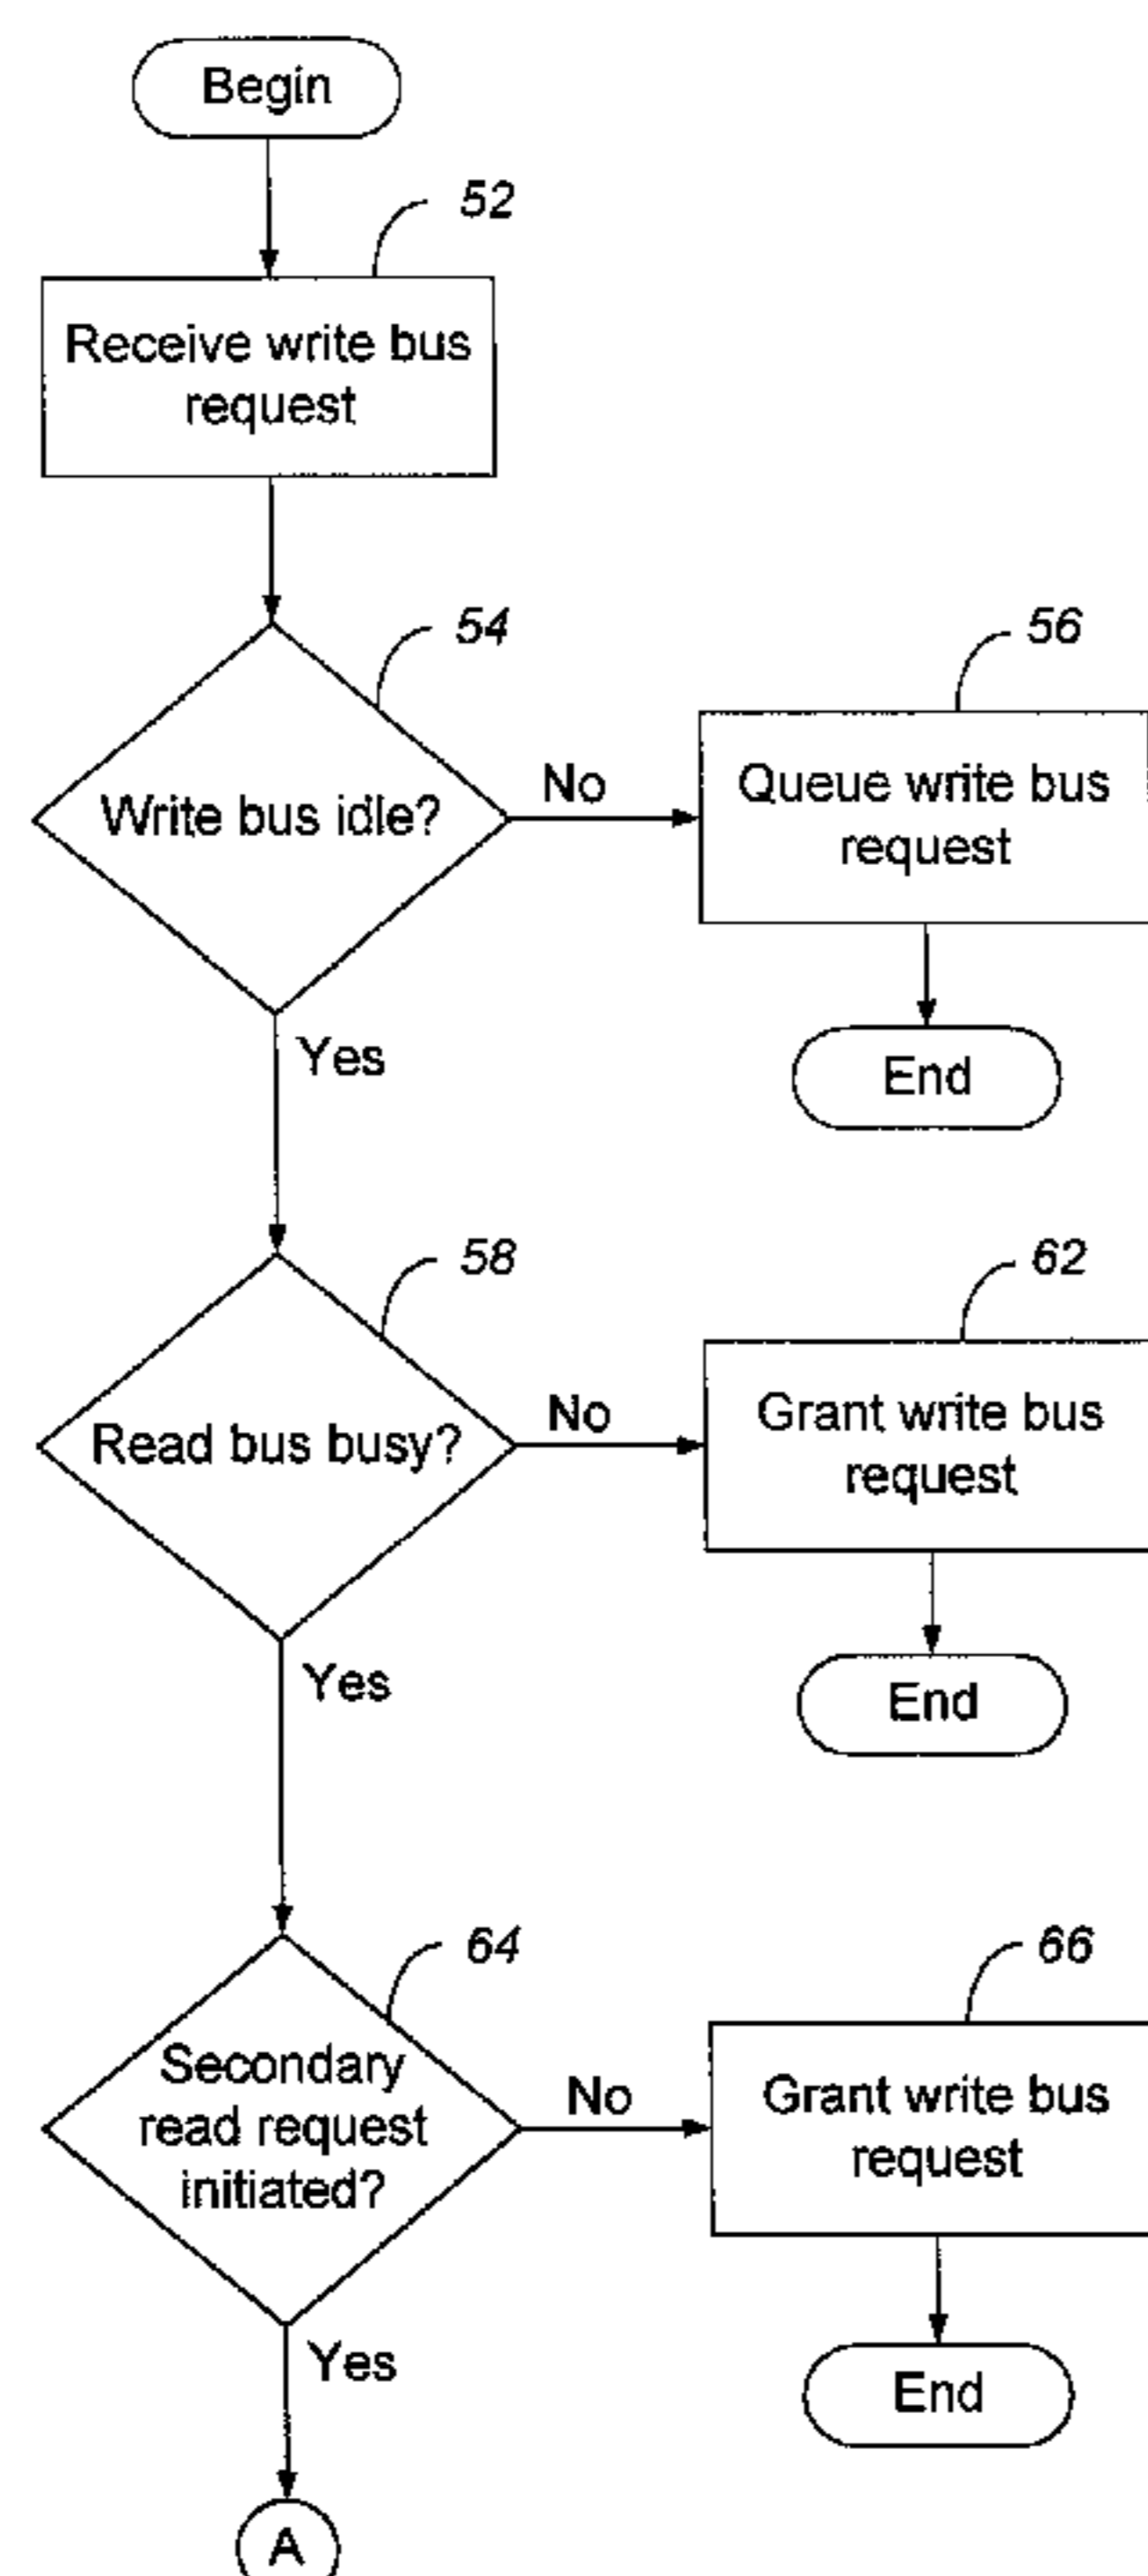 Begin
52
Receive write bus
request
54
Write bus idle?
No
56
Queue write bus
request
End
Yes
58
Read bus busy?
No
62
Grant write bus
request
End
Yes
64
Secondary
read request
initiated?
No
66
Grant write bus
request
End
Yes
A